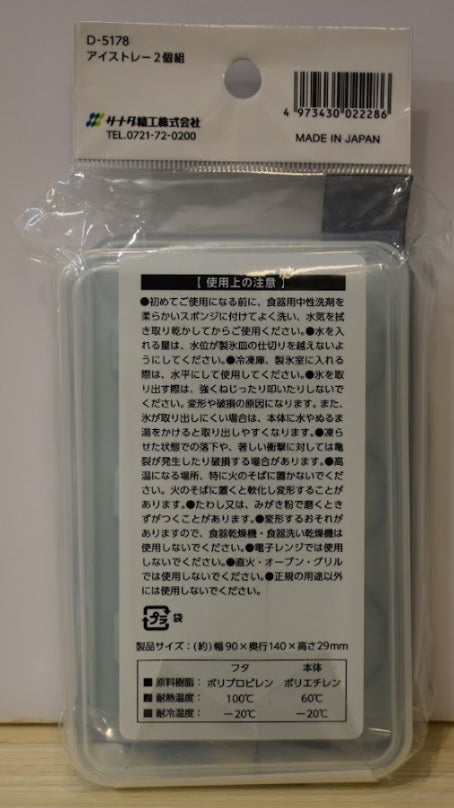 D-5178
アイストレー2個組
サナダ精工株式会社
TEL.0721-72-0200
4 973430 022286
MADE IN JAPAN
【 使用上の注意 】
●初めてご使用になる前に、食器用中性洗剤を
柔らかいスポンジに付けてよく洗い、水気を拭
き取り乾かしてからご使用ください。●水を入
れる量は、水位が製氷皿の仕切りを越えないよ
うにしてください。●冷凍庫、製氷室に入れる
際は、水平にして使用してください。●氷を取
り出す際は、強くねじったり叩いたりしないで
ください。変形や破損の原因になります。また、
氷が取り出しにくい場合は、本体に水やぬるま
湯をかけると取り出しやすくなります。●凍ら
せた状態での落下や、著しい衝撃に対しては亀
裂が発生したり破損する場合があります。●高
温になる場所、特に火のそばに置かないでくだ
さい。火のそばに置くと軟化し変形することが
あります。●たわし又は、みがき粉で磨くとき
ずがつくことがあります。●変形するおそれが
ありますので、食器乾燥機・食器洗い乾燥機は
使用しないでください。●電子レンジでは使用
しないでください。●直火・オーブン・グリル
では使用しないでください。●正規の用途以外
には使用しないでください。
プラ 袋
製品サイズ：(約)幅90×奥行140×高さ29mm
フタ 本体
■原料樹脂： ポリプロピレン ポリエチレン
■耐熱温度： 100℃ 60℃
■耐冷温度： −20℃ −20℃